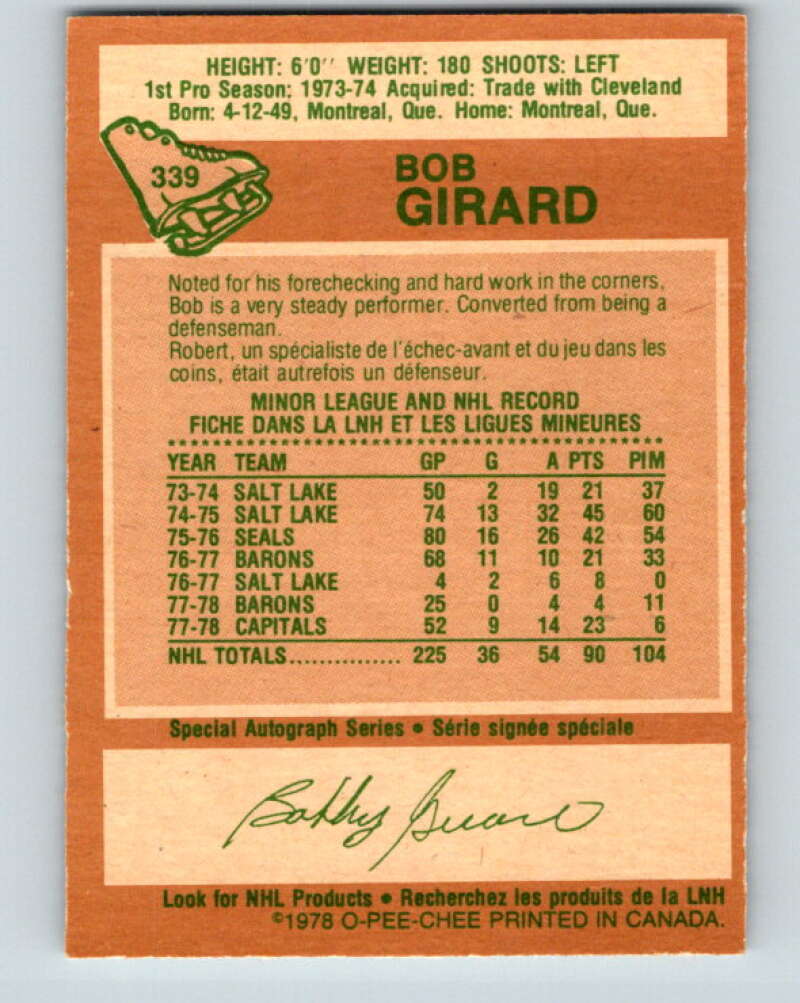 HEIGHT: 6'0'' WEIGHT: 180 SHOOTS: LEFT
1st Pro Season: 1973-74 Acquired: Trade with Cleveland
Born: 4-12-49, Montreal, Que. Home: Montreal, Que.
339
BOB
GIRARD
Noted for his forechecking and hard work in the corners,
Bob is a very steady performer. Converted from being a
defenseman.
Robert, un spécialiste de l'échec-avant et du jeu dans les
coins, était autrefois un défenseur.
MINOR LEAGUE AND NHL RECORD
FICHE DANS LA LNH ET LES LIGUES MINEURES
YEAR TEAM GP G A PTS PIM
73-74 SALT LAKE 50 2 19 21 37
74-75 SALT LAKE 74 13 32 45 60
75-76 SEALS 80 16 26 42 54
76-77 BARONS 68 11 10 21 33
76-77 SALT LAKE 4 2 6 8 0
77-78 BARONS 25 0 4 4 11
77-78 CAPITALS 52 9 14 23 6
NHL TOTALS............... 225 36 54 90 104
Special Autograph Series • Série signée spéciale
Bobby Girard
Look for NHL Products • Recherchez les produits de la LNH
©1978 O-PEE-CHEE PRINTED IN CANADA.